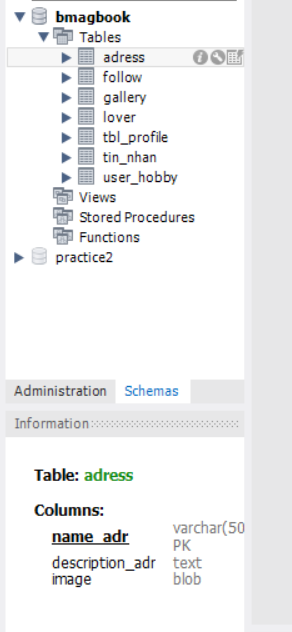 bmagbook
Tables
adress
follow
gallery
lover
tbl_profile
tin_nhan
user_hobby
Views
Stored Procedures
Functions
practice2
Administration Schemas
Information
Table: adress
Columns:
name_adr varchar(50
PK
description_adr text
image blob